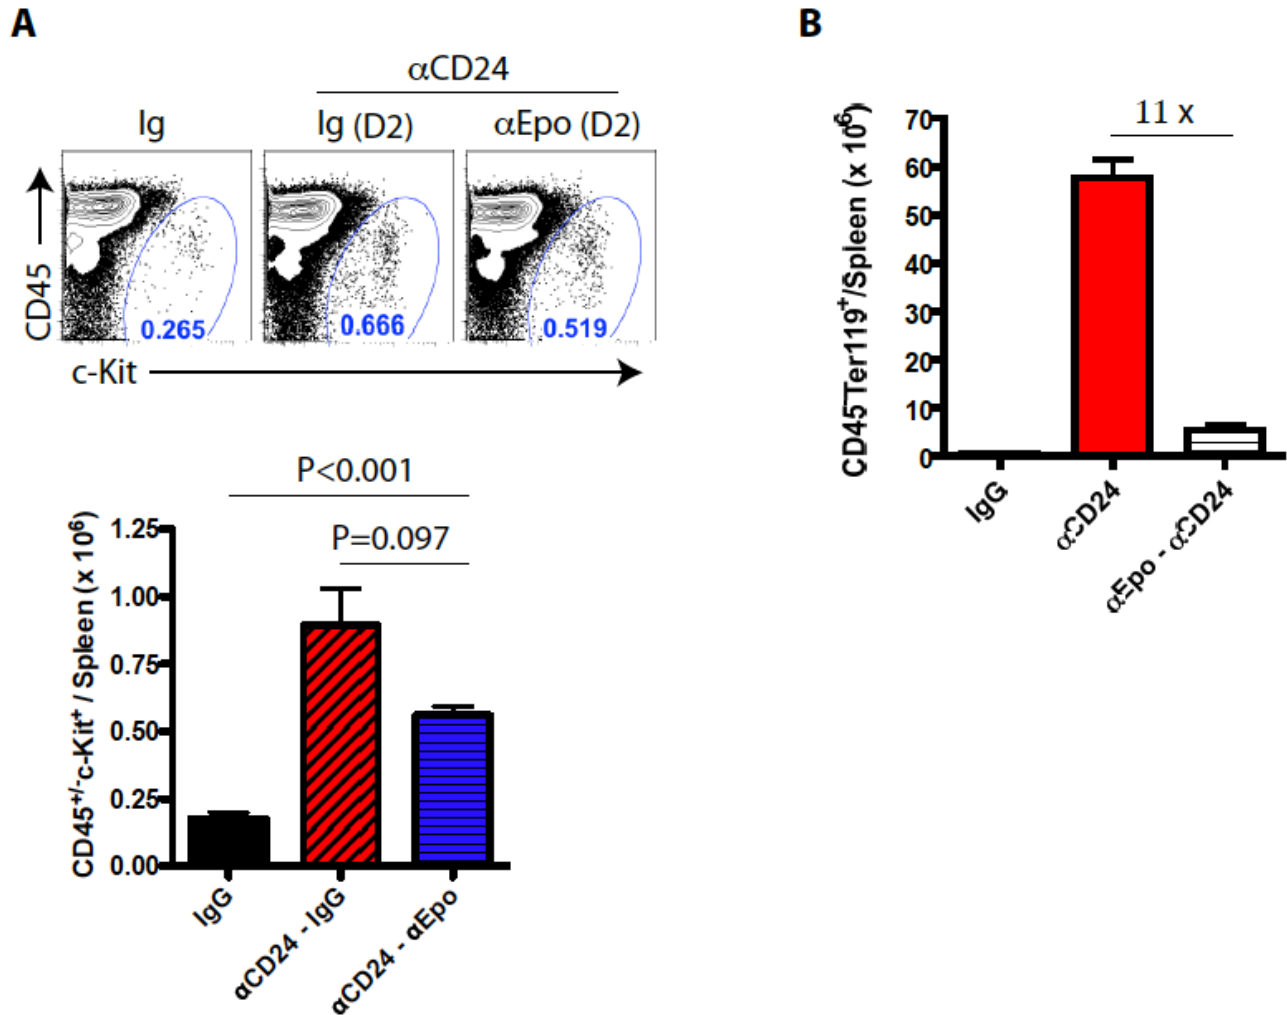 A
αCD24
Ig
Ig (D2)
αEpo (D2)
CD45
0.265
0.666
0.519
c-Kit
P<0.001
P=0.097
CD45+/-c-Kit+ / Spleen (x 10⁶)
1.25
1.00
0.75
0.50
0.25
0.00
IgG
αCD24 - IgG
αCD24 - αEpo
B
11 x
CD45-Ter119+/Spleen (x 10⁶)
70
60
50
40
30
20
10
0
IgG
αCD24
αEpo - αCD24